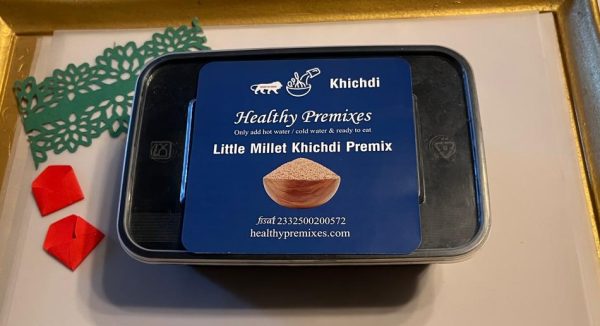 Khichdi
Healthy Premixes
Only add hot water / cold water & ready to eat
Little Millet Khichdi Premix
fssaי 2332500200572
healthypremixes.com